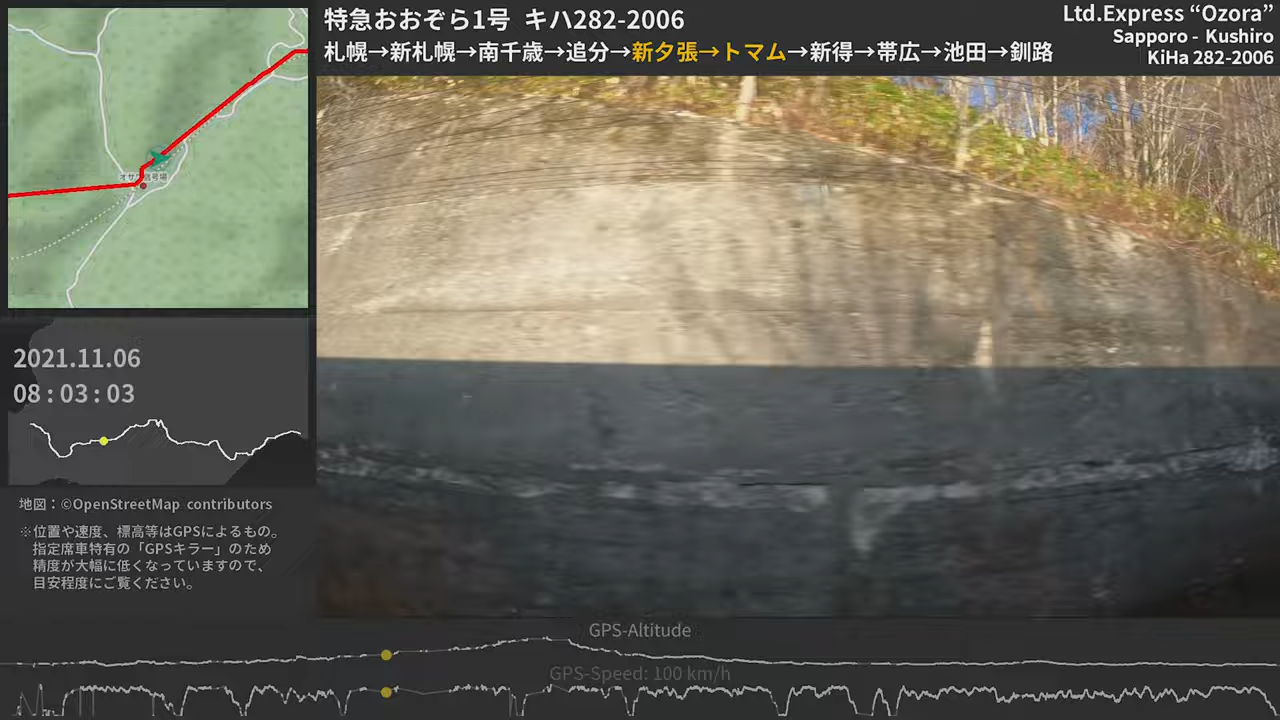 特急おおぞら1号 キハ282-2006
札幌→新札幌→南千歳→追分→新夕張→トマム→新得→帯広→池田→釧路
Ltd.Express “Ozora”
Sapporo - Kushiro
KiHa 282-2006
2021.11.06
08:03:03
地図：©OpenStreetMap contributors
※位置や速度、標高等はGPSによるもの。
指定席車特有の「GPSキラー」のため
精度が大幅に低くなっていますので、
目安程度にご覧ください。
GPS-Altitude
GPS-Speed: 100 km/h